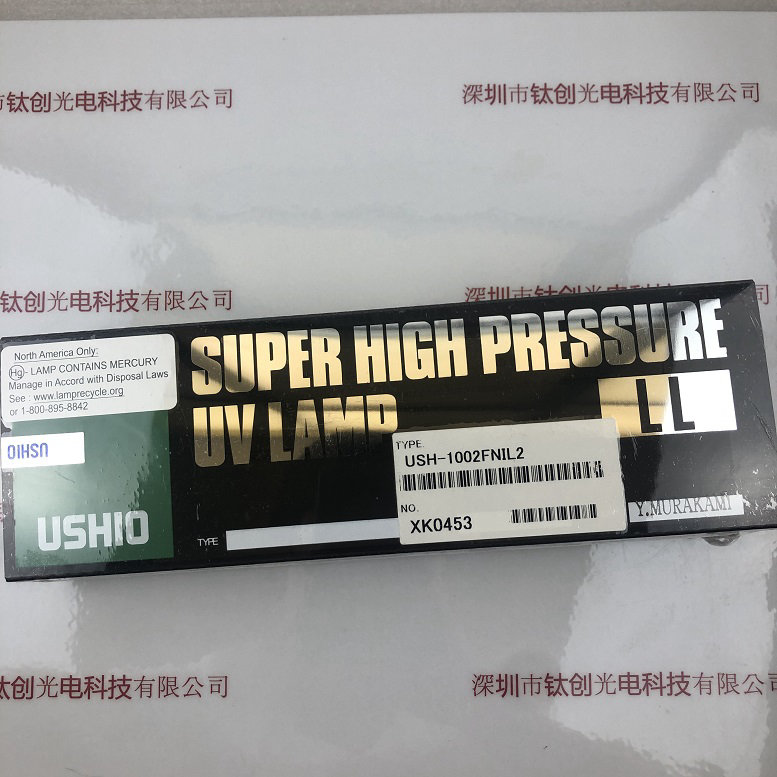 市钛创光电科技有限公司
深圳市钛创光电科技有限公司
钛创光电科技有限公司
深圳市钛创光电科技有限公司
North America Only:
Hg - LAMP CONTAINS MERCURY
Manage in Accord with Disposal Laws
See : www.lamprecycle.org
or 1-800-895-8842
SUPER HIGH PRESSURE
UV LAMP
LL
USHIO
USHIO
TYPE
TYPE.
USH-1002FNIL2
NO.
XK0453
Y.MURAKAMI
钛创光电科技有限公司
深圳市钛创光电科技有限公司